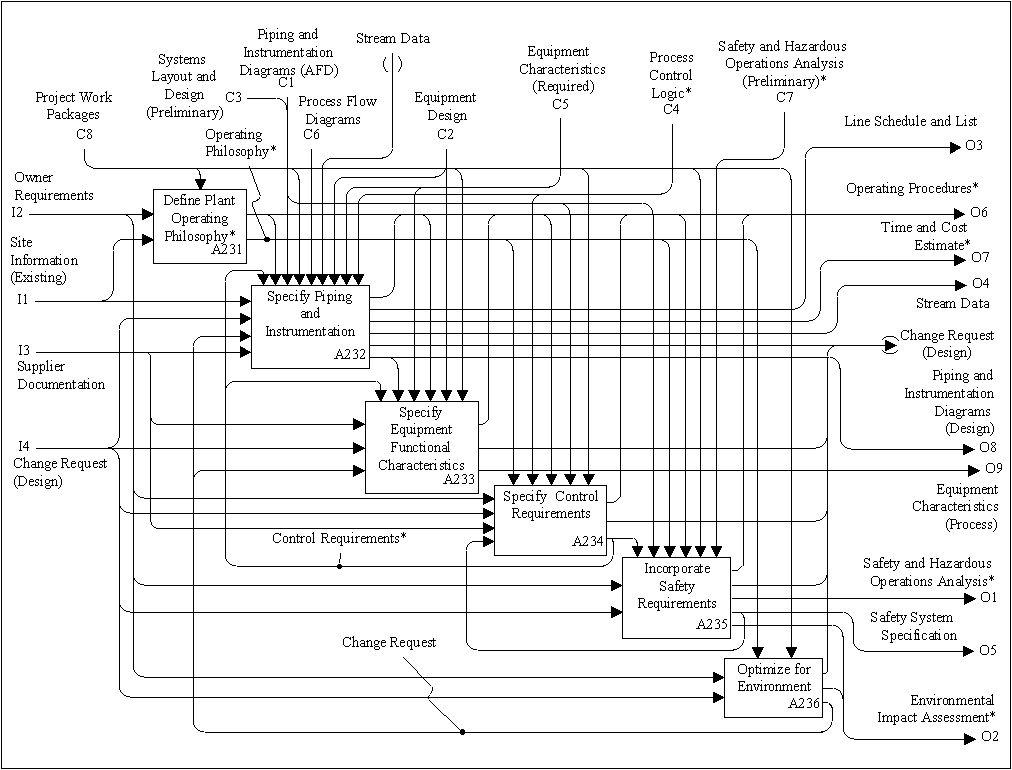 Piping and
Instrumentation
Diagrams (AFD)
C1
Stream Data
( )
Systems
Layout and
Design
(Preliminary)
C3
Equipment
Characteristics
(Required)
C5
Process
Control
Logic*
C4
Safety and Hazardous
Operations Analysis
(Preliminary)*
C7
Project Work
Packages
C8
Process Flow
Diagrams
C6
Equipment
Design
C2
Operating
Philosophy*
Line Schedule and List
O3
Owner
Requirements
I2
Define Plant
Operating
Philosophy*
A231
Operating Procedures*
O6
Time and Cost
Estimate*
O7
Site
Information
(Existing)
I1
Specify Piping
and
Instrumentation
A232
O4
Stream Data
Change Request
(Design)
I3
Supplier
Documentation
Piping and
Instrumentation
Diagrams
(Design)
O8
Specify
Equipment
Functional
Characteristics
A233
I4
Change Request
(Design)
O9
Equipment
Characteristics
(Process)
Specify Control
Requirements
A234
Control Requirements*
Incorporate
Safety
Requirements
A235
Safety and Hazardous
Operations Analysis*
O1
Safety System
Specification
O5
Change Request
Optimize for
Environment
A236
Environmental
Impact Assessment*
O2